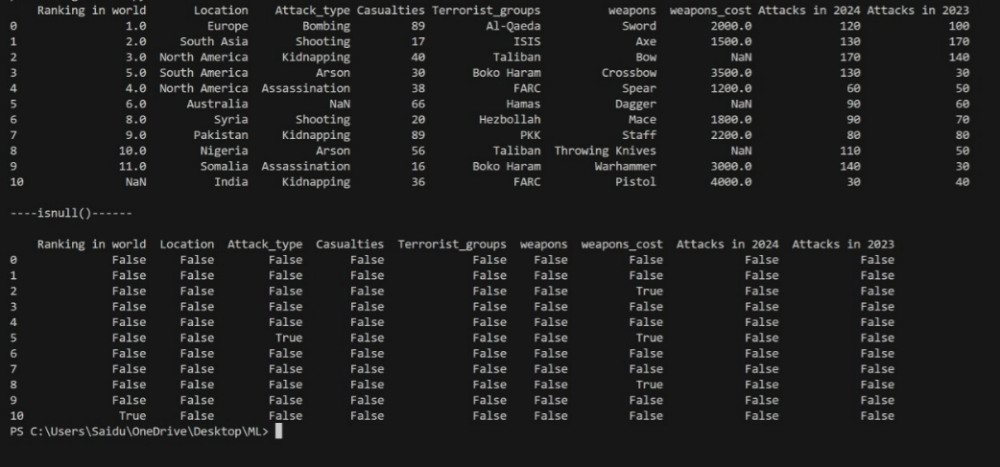 Ranking in world Location Attack_type Casualties Terrorist_groups weapons weapons_cost Attacks in 2024 Attacks in 2023
0 1.0 Europe Bombing 89 Al-Qaeda Sword 2000.0 120 100
1 2.0 South Asia Shooting 17 ISIS Axe 1500.0 130 170
2 3.0 North America Kidnapping 40 Taliban Bow NaN 170 140
3 5.0 South America Arson 30 Boko Haram Crossbow 3500.0 130 30
4 4.0 North America Assassination 38 FARC Spear 1200.0 60 50
5 6.0 Australia NaN 66 Hamas Dagger NaN 90 60
6 8.0 Syria Shooting 20 Hezbollah Mace 1800.0 90 70
7 9.0 Pakistan Kidnapping 89 PKK Staff 2200.0 80 80
8 10.0 Nigeria Arson 56 Taliban Throwing Knives NaN 110 50
9 11.0 Somalia Assassination 16 Boko Haram Warhammer 3000.0 140 30
10 NaN India Kidnapping 36 FARC Pistol 4000.0 30 40
----isnull()------
Ranking in world Location Attack_type Casualties Terrorist_groups weapons weapons_cost Attacks in 2024 Attacks in 2023
0 False False False False False False False False False
1 False False False False False False False False False
2 False False False False False False True False False
3 False False False False False False False False False
4 False False False False False False False False False
5 False False True False False False True False False
6 False False False False False False False False False
7 False False False False False False False False False
8 False False False False False False True False False
9 False False False False False False False False False
10 True False False False False False False False False
PS C:\Users\Saidu\OneDrive\Desktop\ML>